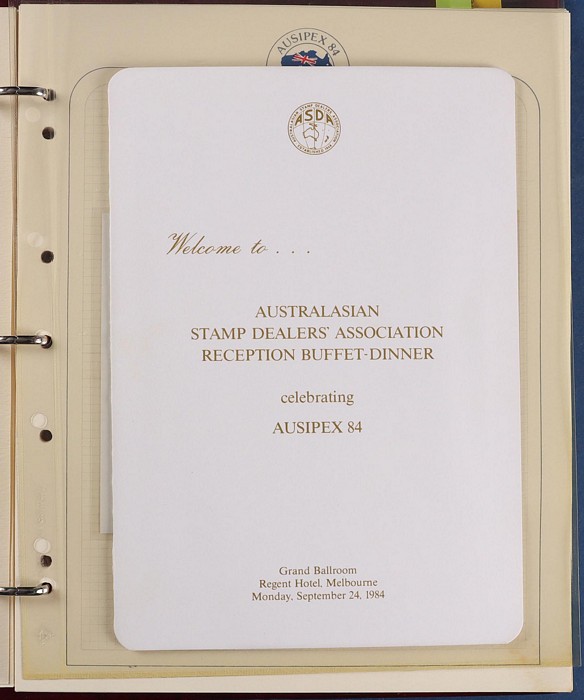 AUSIPEX 84
ASDA
Welcome to . . .
AUSTRALASIAN
STAMP DEALERS' ASSOCIATION
RECEPTION BUFFET-DINNER
celebrating
AUSIPEX 84
Grand Ballroom
Regent Hotel, Melbourne
Monday, September 24, 1984